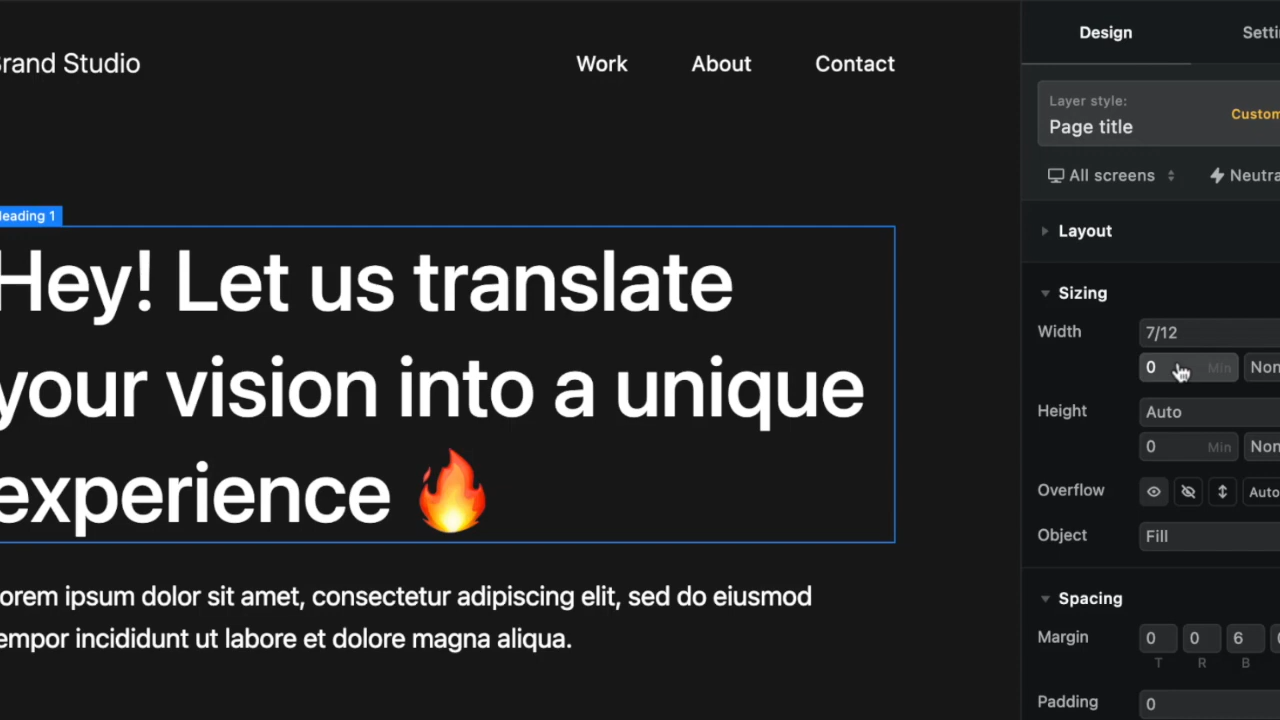 Brand Studio
Work
About
Contact
Heading 1
Hey! Let us translate
your vision into a unique
experience 🔥
orem ipsum dolor sit amet, consectetur adipiscing elit, sed do eiusmod
empor incididunt ut labore et dolore magna aliqua.
Design
Setti
Layer style:
Page title
Custom
All screens
Neutra
Layout
Sizing
Width
7/12
0
Min
Non
Height
Auto
0
Min
Non
Overflow
Auto
Object
Fill
Spacing
Margin
0
0
6
T
R
B
Padding
0